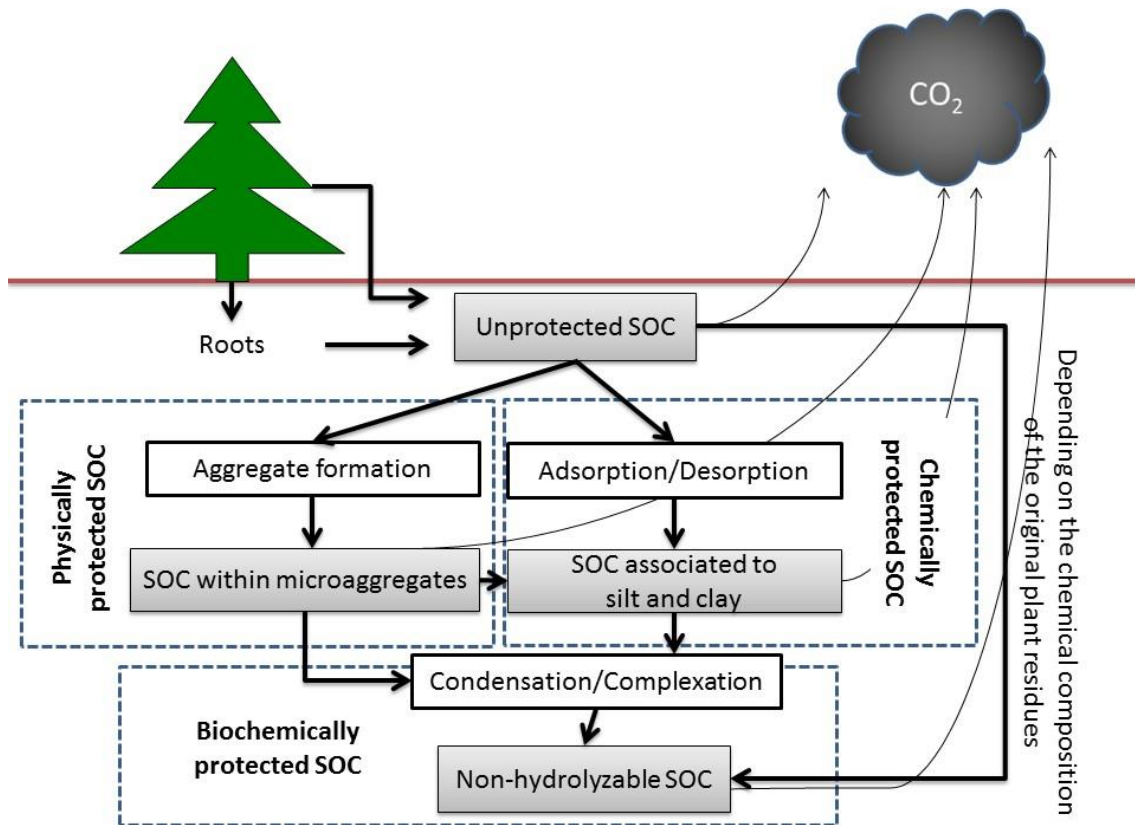 CO₂
Roots
Unprotected SOC
Physically
protected SOC
Aggregate formation
SOC within microaggregates
Adsorption/Desorption
SOC associated to
silt and clay
Chemically
protected SOC
Depending on the chemical composition
of the original plant residues
Condensation/Complexation
Biochemically
protected SOC
Non-hydrolyzable SOC